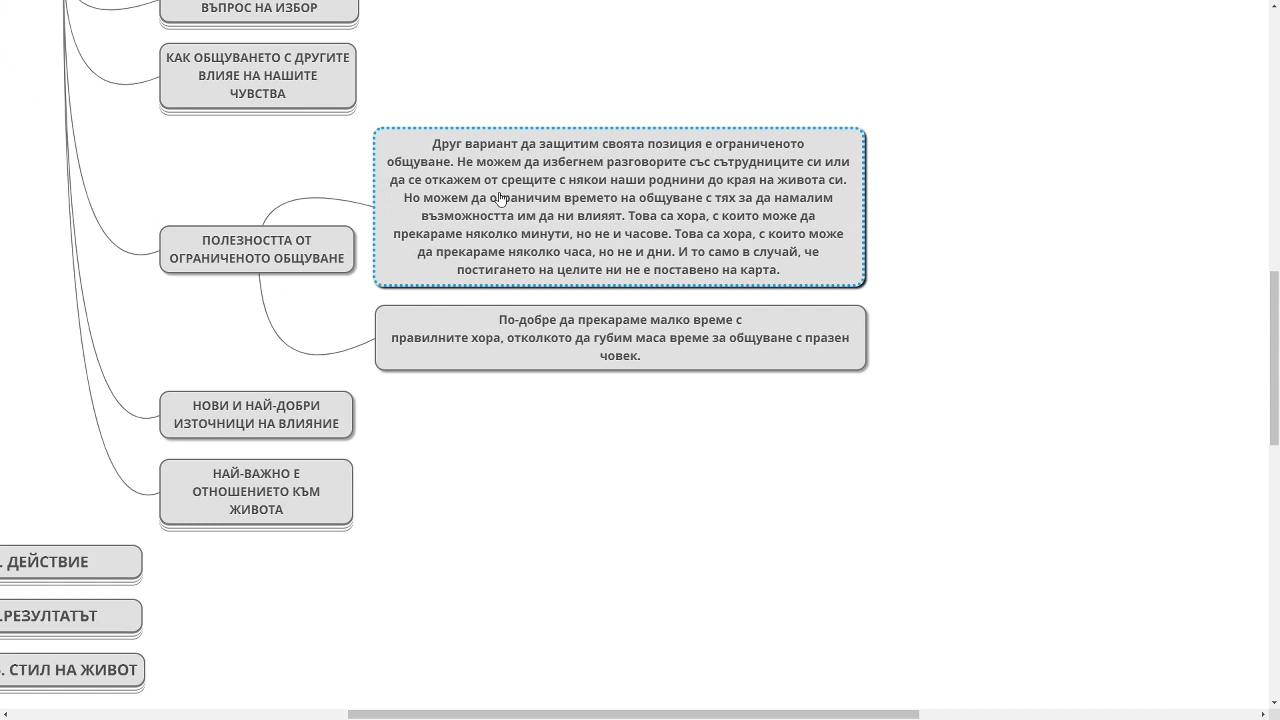 ВЪПРОС НА ИЗБОР
КАК ОБЩУВАНЕТО С ДРУГИТЕ
ВЛИЯЕ НА НАШИТЕ
ЧУВСТВА
Друг вариант да защитим своята позиция е ограниченото
общуване. Не можем да избегнем разговорите със сътрудниците си или
да се откажем от срещите с някои наши роднини до края на живота си.
Но можем да ограничим времето на общуване с тях за да намалим
възможността им да ни влияят. Това са хора, с които може да
прекараме няколко минути, но не и часове. Това са хора, с които може
да прекараме няколко часа, но не и дни. И то само в случай, че
постигането на целите ни не е поставено на карта.
ПОЛЕЗНОСТТА ОТ
ОГРАНИЧЕНОТО ОБЩУВАНЕ
По-добре да прекараме малко време с
правилните хора, отколкото да губим маса време за общуване с празен
човек.
НОВИ И НАЙ-ДОБРИ
ИЗТОЧНИЦИ НА ВЛИЯНИЕ
НАЙ-ВАЖНО Е
ОТНОШЕНИЕТО КЪМ
ЖИВОТА
. ДЕЙСТВИЕ
.РЕЗУЛТАТЪТ
. СТИЛ НА ЖИВОТ